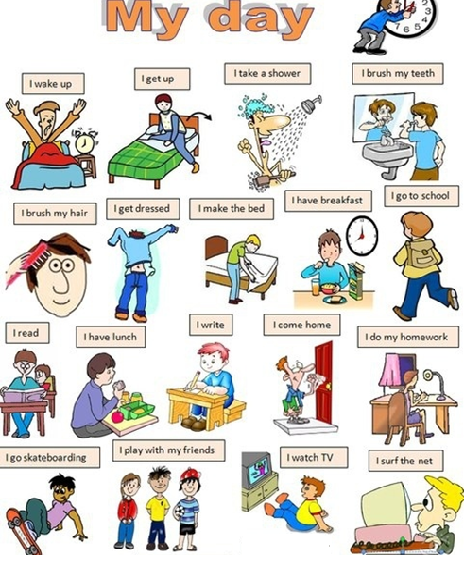 My day
I wake up
I get up
I take a shower
I brush my teeth
I brush my hair
I get dressed
I make the bed
I have breakfast
I go to school
I read
I have lunch
I write
I come home
I do my homework
I go skateboarding
I play with my friends
I watch TV
I surf the net